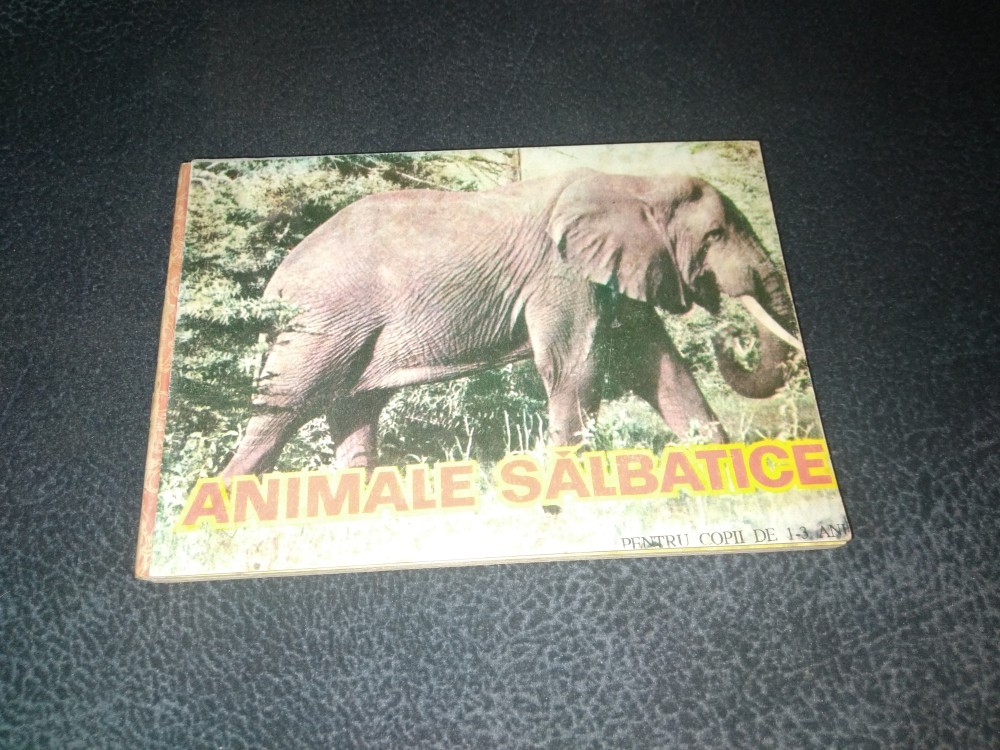 ANIMALE SĂLBATICE
PENTRU COPII DE 1-3 ANI